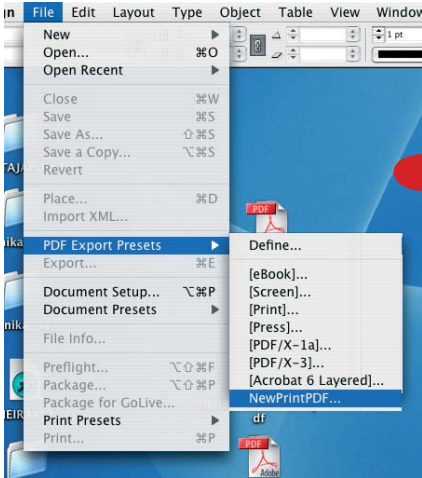 File Edit Layout Type Object Table View Window
1 pt
New
Open... ⌘O
Open Recent
Close ⌘W
Save ⌘S
Save As... ⇧⌘S
Save a Copy... ⌥⌘S
Revert
Place... ⌘D
Import XML...
PDF Export Presets
Export... ⌘E
Document Setup... ⌥⌘P
Document Presets
File Info...
Preflight... ⌥⇧⌘F
Package... ⌥⇧⌘P
Package for GoLive...
Print Presets
Print... ⌘P
PDF
Define...
[eBook]...
[Screen]...
[Print]...
[Press]...
[PDF/X-1a]...
[PDF/X-3]...
[Acrobat 6 Layered]...
NewPrintPDF...
df
PDF
Adobe